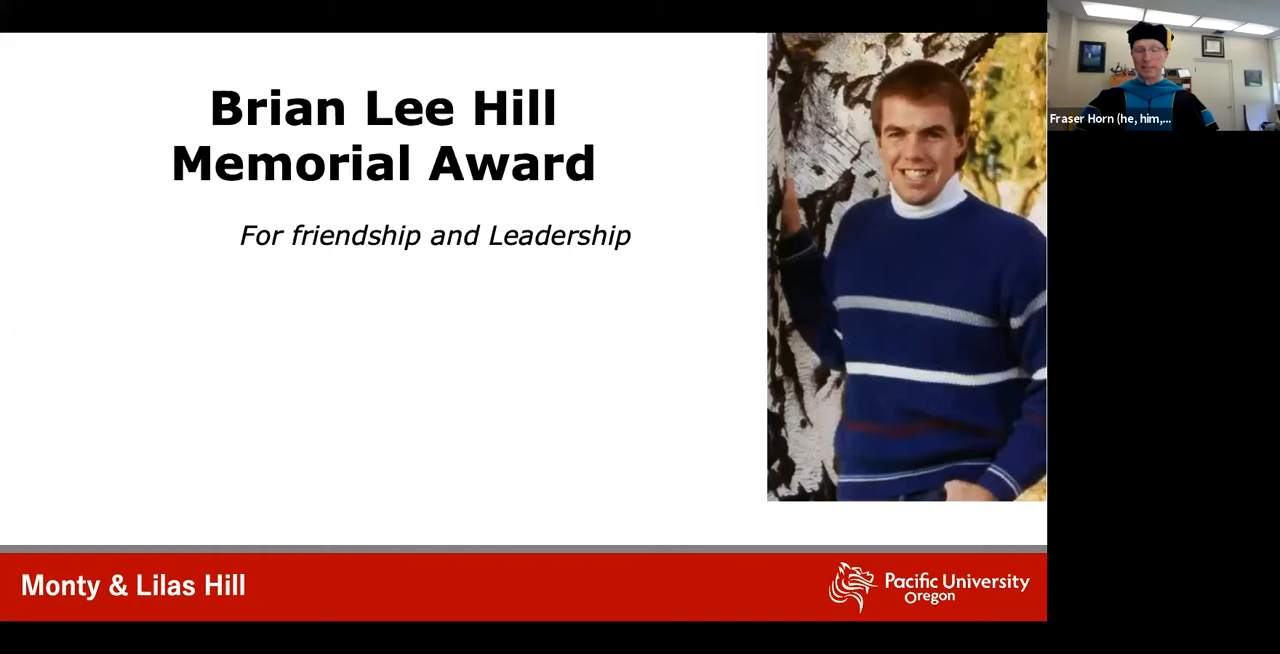 Brian Lee Hill
Memorial Award
For friendship and Leadership
Fraser Horn (he, him,...
Monty & Lilas Hill
Pacific University
Oregon